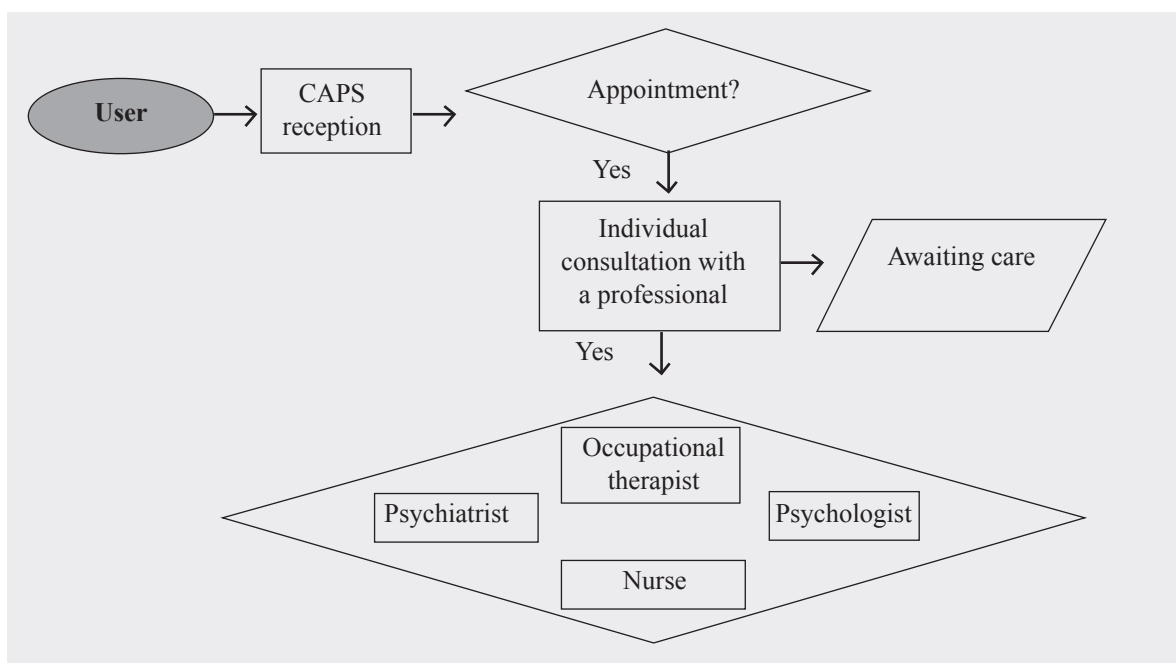 User
CAPS
reception
Appointment?
Yes
Individual
consultation with
a professional
Awaiting care
Yes
Occupational
therapist
Psychiatrist
Psychologist
Nurse